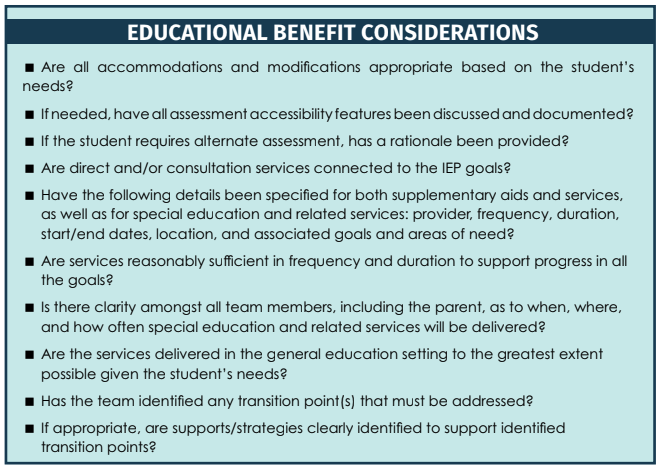 EDUCATIONAL BENEFIT CONSIDERATIONS
■ Are all accommodations and modifications appropriate based on the student's
needs?
■ If needed, have all assessment accessibility features been discussed and documented?
■ If the student requires alternate assessment, has a rationale been provided?
■ Are direct and/or consultation services connected to the IEP goals?
■ Have the following details been specified for both supplementary aids and services,
as well as for special education and related services: provider, frequency, duration,
start/end dates, location, and associated goals and areas of need?
■ Are services reasonably sufficient in frequency and duration to support progress in all
the goals?
■ Is there clarity amongst all team members, including the parent, as to when, where,
and how often special education and related services will be delivered?
■ Are the services delivered in the general education setting to the greatest extent
possible given the student's needs?
■ Has the team identified any transition point(s) that must be addressed?
■ If appropriate, are supports/strategies clearly identified to support identified
transition points?